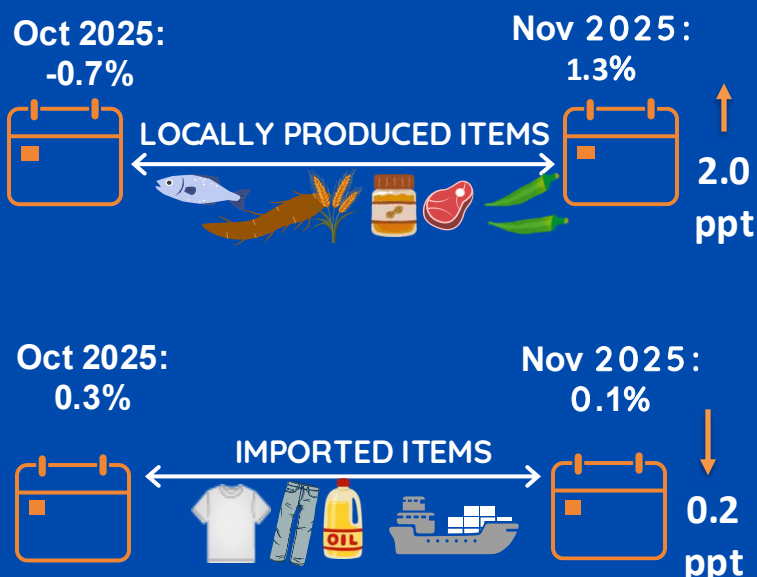 Oct 2025:
-0.7%
Nov 2025:
1.3%
LOCALLY PRODUCED ITEMS
2.0
ppt
Oct 2025:
0.3%
Nov 2025:
0.1%
IMPORTED ITEMS
OIL
0.2
ppt